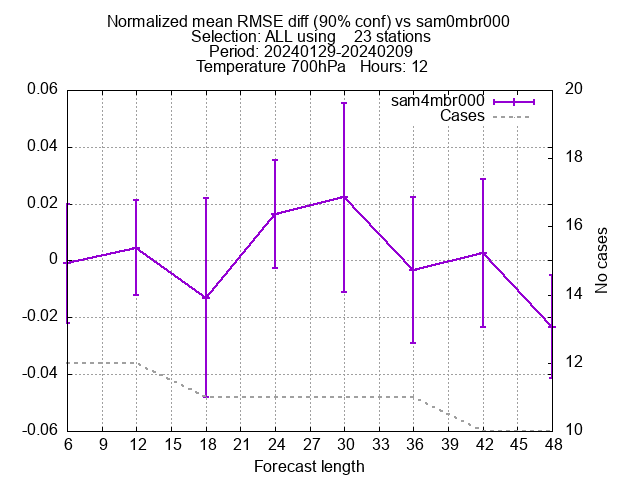 Normalized mean RMSE diff (90% conf) vs sam0mbr000
Selection: ALL using    23 stations
Period: 20240129-20240209
Temperature 700hPa   Hours: 12
sam4mbr000
Cases
0.06
0.04
0.02
0
-0.02
-0.04
-0.06
20
18
16
14
12
10
No cases
6 9 12 15 18 21 24 27 30 33 36 39 42 45 48
Forecast length